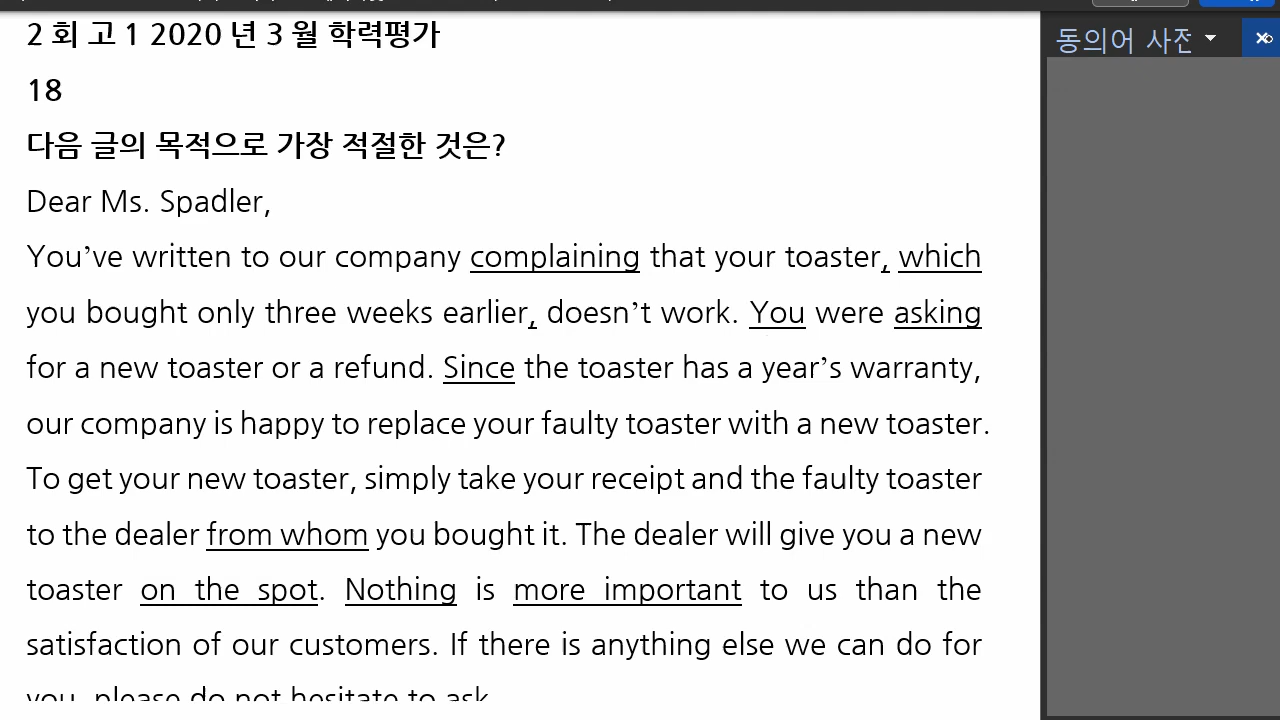 2 회 고 1 2020 년 3 월 학력평가
동의어 사전
18
다음 글의 목적으로 가장 적절한 것은?
Dear Ms. Spadler,
You’ve written to our company complaining that your toaster, which
you bought only three weeks earlier, doesn’t work. You were asking
for a new toaster or a refund. Since the toaster has a year’s warranty,
our company is happy to replace your faulty toaster with a new toaster.
To get your new toaster, simply take your receipt and the faulty toaster
to the dealer from whom you bought it. The dealer will give you a new
toaster on the spot. Nothing is more important to us than the
satisfaction of our customers. If there is anything else we can do for
you, please do not hesitate to ask.